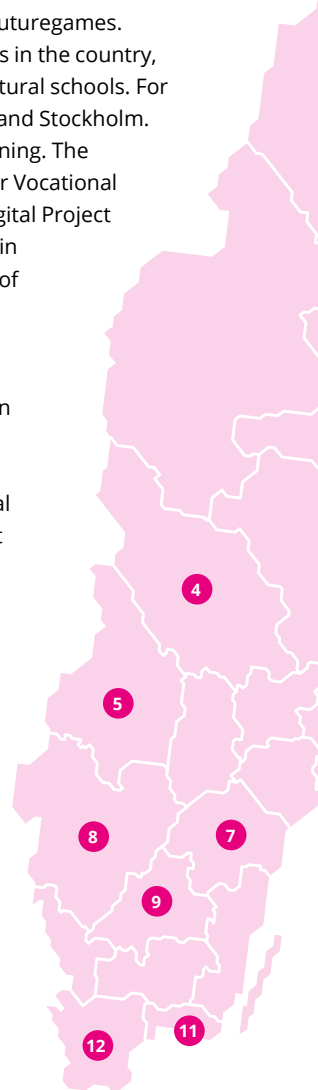 uturegames.
s in the country,
tural schools. For
and Stockholm.
ning. The
r Vocational
gital Project
in
of
n
al
t
4
5
8
7
9
11
12